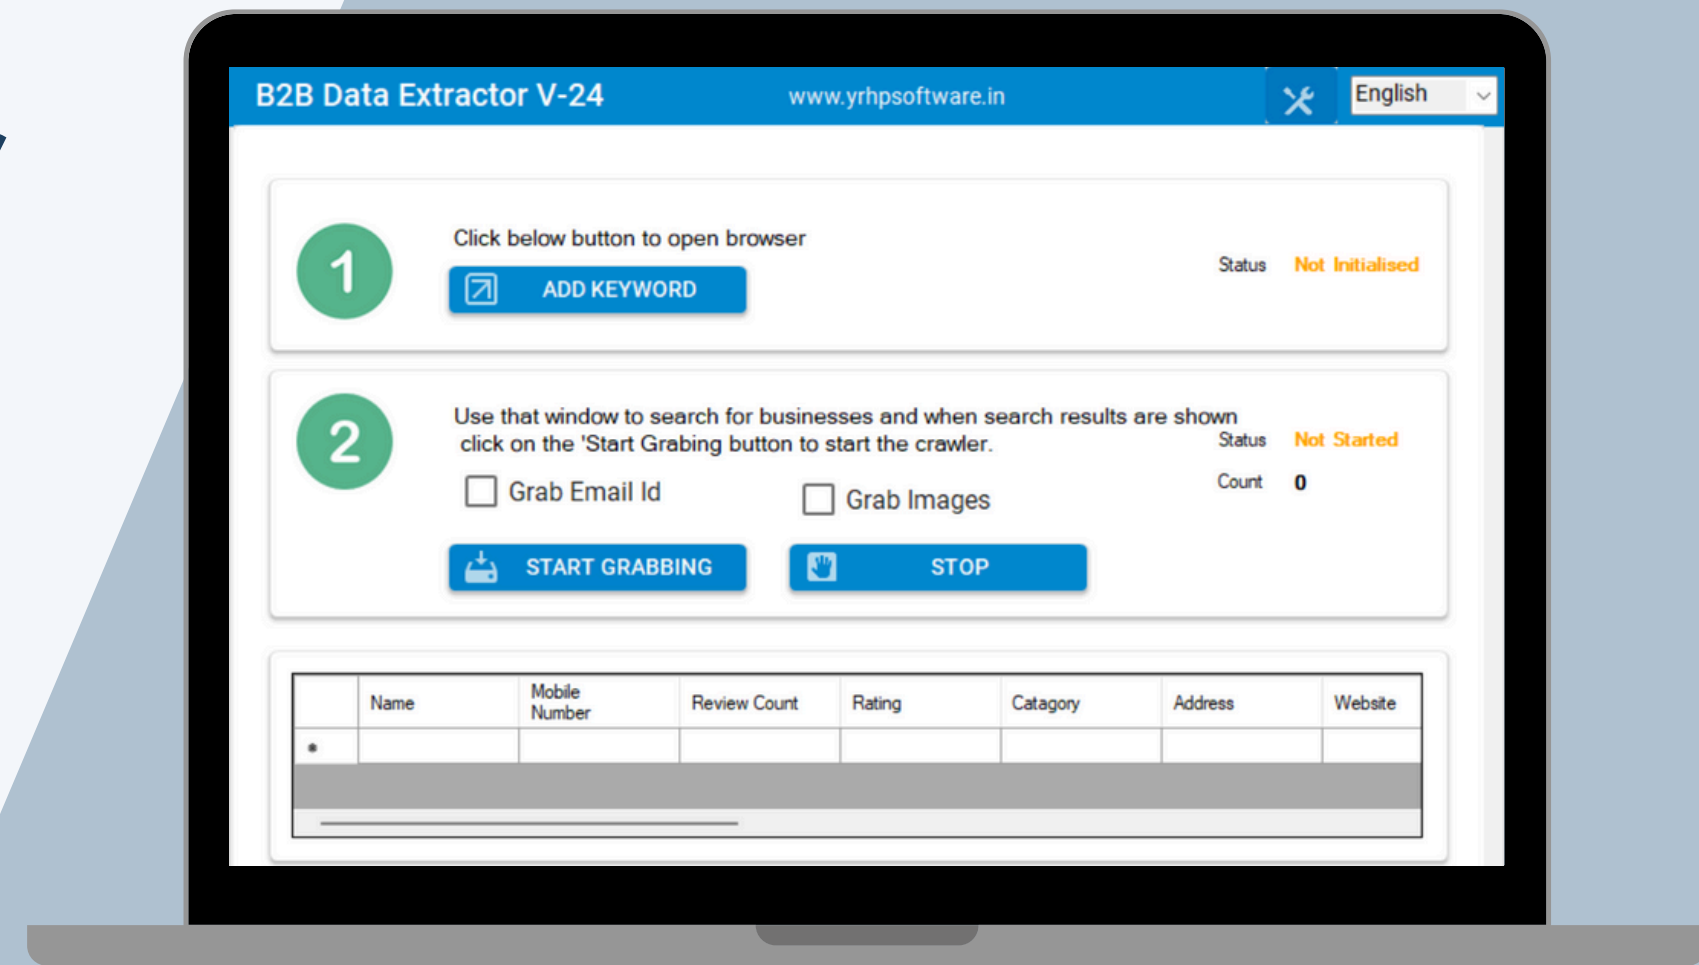 B2B Data Extractor V-24
www.yrhpsoftware.in
English
1
Click below button to open browser
ADD KEYWORD
Status Not Initialised
2
Use that window to search for businesses and when search results are shown
click on the 'Start Grabing button to start the crawler.
Status Not Started
Grab Email Id
Grab Images
Count 0
START GRABBING
STOP
Name
Mobile
Number
Review Count
Rating
Catagory
Address
Website
*